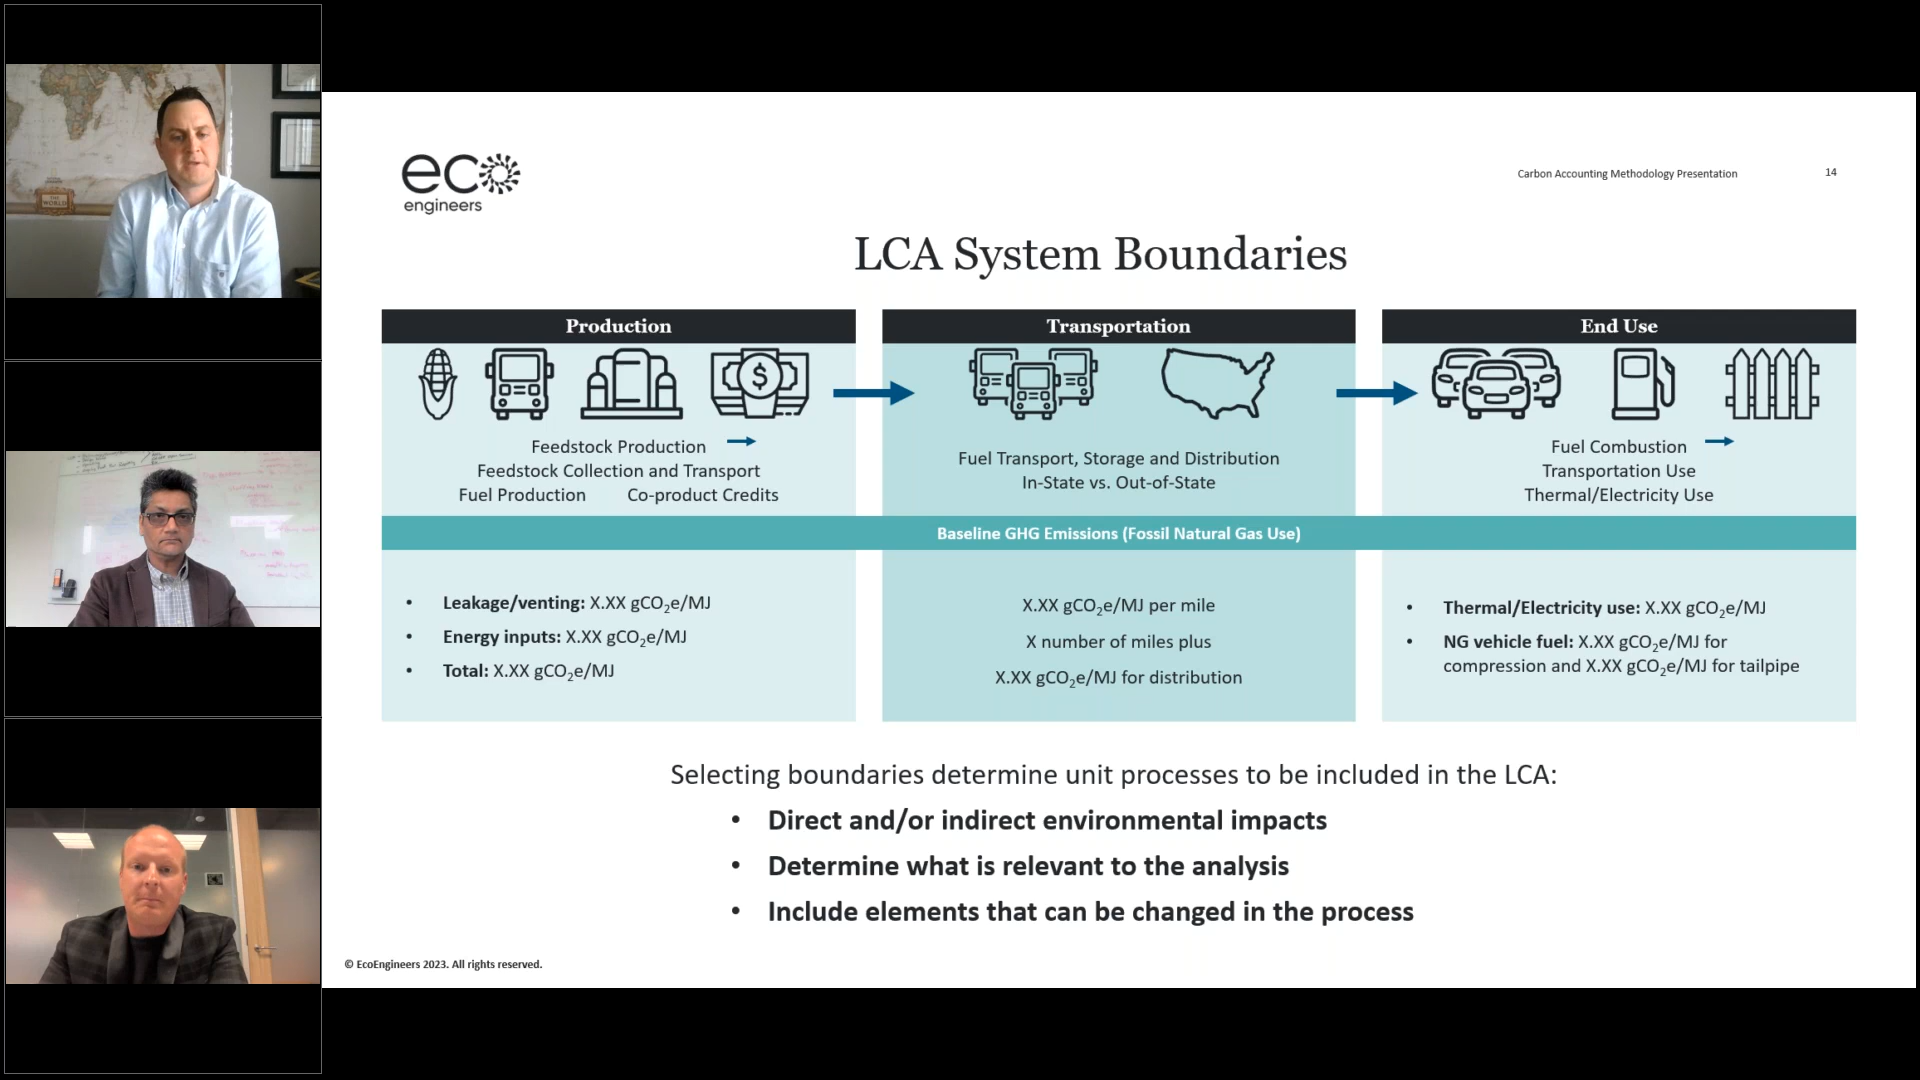 eco
engineers
Carbon Accounting Methodology Presentation
14
LCA System Boundaries
Production
Feedstock Production
Feedstock Collection and Transport
Fuel Production Co-product Credits
Transportation
Fuel Transport, Storage and Distribution
In-State vs. Out-of-State
End Use
Fuel Combustion
Transportation Use
Thermal/Electricity Use
Baseline GHG Emissions (Fossil Natural Gas Use)
• Leakage/venting: X.XX gCO₂e/MJ
• Energy inputs: X.XX gCO₂e/MJ
• Total: X.XX gCO₂e/MJ
X.XX gCO₂e/MJ per mile
X number of miles plus
X.XX gCO₂e/MJ for distribution
• Thermal/Electricity use: X.XX gCO₂e/MJ
• NG vehicle fuel: X.XX gCO₂e/MJ for
compression and X.XX gCO₂e/MJ for tailpipe
Selecting boundaries determine unit processes to be included in the LCA:
• Direct and/or indirect environmental impacts
• Determine what is relevant to the analysis
• Include elements that can be changed in the process
© EcoEngineers 2023. All rights reserved.
THE
WORLD
$